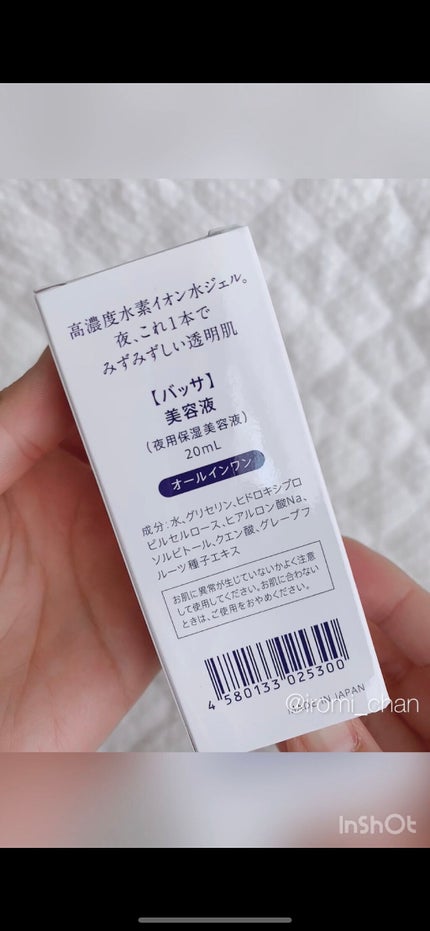 高濃度水素イオン水ジェル。
夜、これ1本で
みずみずしい透明肌
【バッサ】
美容液
(夜用保湿美容液)
20mL
オールインワン
成分:水、グリセリン、ヒドロキシプロ
ピルセルロース、ヒアルロン酸Na、
ソルビトール、クエン酸、グレープフ
ルーツ種子エキス
お肌に異常が生じていないかよく注意
して使用してください。お肌に合わない
ときは、ご使用をおやめください。
4 580133 025300
MADE IN JAPAN
@iromi_chan
InShOt